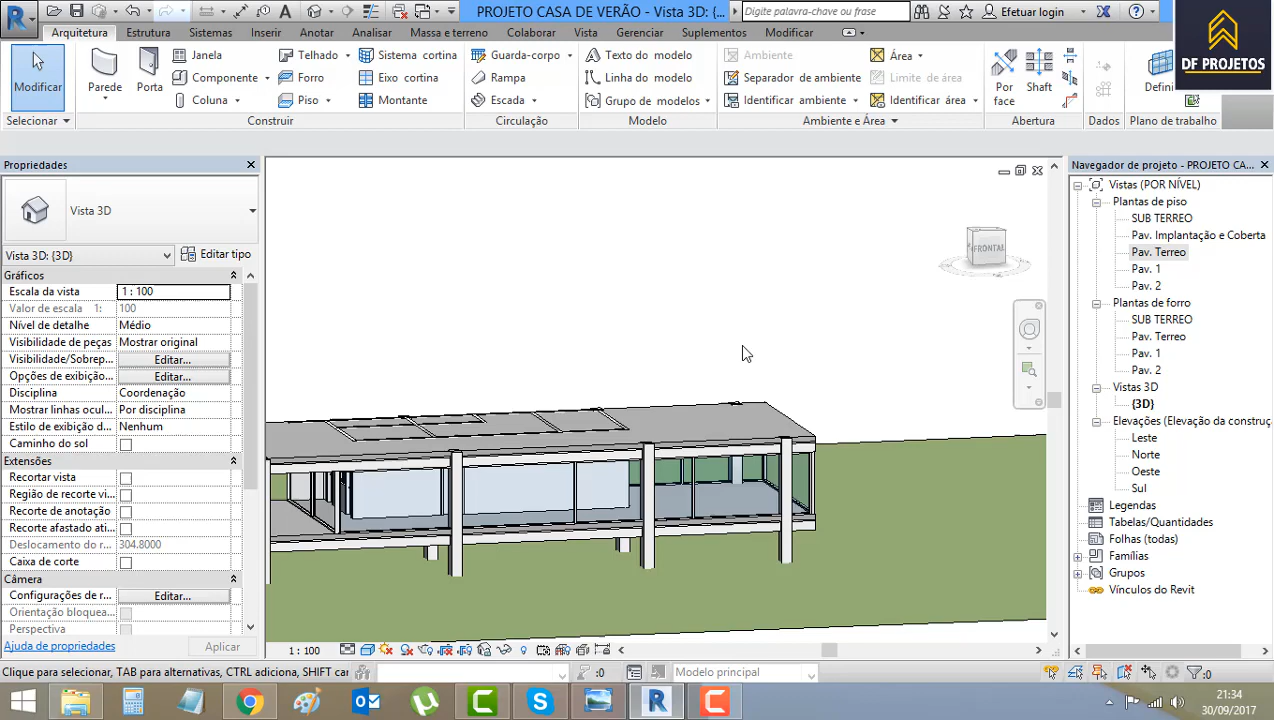 PROJETO CASA DE VERÃO - Vista 3D: {...
Digite palavra-chave ou frase
Efetuar login
DF PROJETOS
Arquitetura
Estrutura
Sistemas
Inserir
Anotar
Analisar
Massa e terreno
Colaborar
Vista
Gerenciar
Suplementos
Modificar
Modificar
Parede
Porta
Janela
Componente
Coluna
Telhado
Forro
Piso
Sistema cortina
Eixo cortina
Montante
Guarda-corpo
Rampa
Escada
Texto do modelo
Linha do modelo
Grupo de modelos
Ambiente
Separador de ambiente
Identificar ambiente
Área
Limite de área
Identificar área
Por face
Shaft
Defini
Selecionar
Construir
Circulação
Modelo
Ambiente e Área
Abertura
Dados
Plano de trabalho
Propriedades
Vista 3D
Vista 3D: {3D}
Editar tipo
Gráficos
Escala da vista 1 : 100
Valor de escala 1: 100
Nível de detalhe Médio
Visibilidade de peças Mostrar original
Visibilidade/Sobrep... Editar...
Opções de exibição... Editar...
Disciplina Coordenação
Mostrar linhas ocul... Por disciplina
Estilo de exibição d... Nenhum
Caminho do sol
Extensões
Recortar vista
Região de recorte vi...
Recorte de anotação
Recorte afastado ati...
Deslocamento do r... 304.8000
Caixa de corte
Câmera
Configurações de r... Editar...
Orientação bloquea...
Perspectiva
Ajuda de propriedades
Aplicar
FRONTAL
1 : 100
Navegador de projeto - PROJETO CA...
Vistas (POR NÍVEL)
Plantas de piso
SUB TERREO
Pav. Implantação e Coberta
Pav. Terreo
Pav. 1
Pav. 2
Plantas de forro
SUB TERREO
Pav. Terreo
Pav. 1
Pav. 2
Vistas 3D
{3D}
Elevações (Elevação da construç
Leste
Norte
Oeste
Sul
Legendas
Tabelas/Quantidades
Folhas (todas)
Famílias
Grupos
Vínculos do Revit
Clique para selecionar, TAB para alternativas, CTRL adiciona, SHIFT car
:0
Modelo principal
:0
21:34
30/09/2017